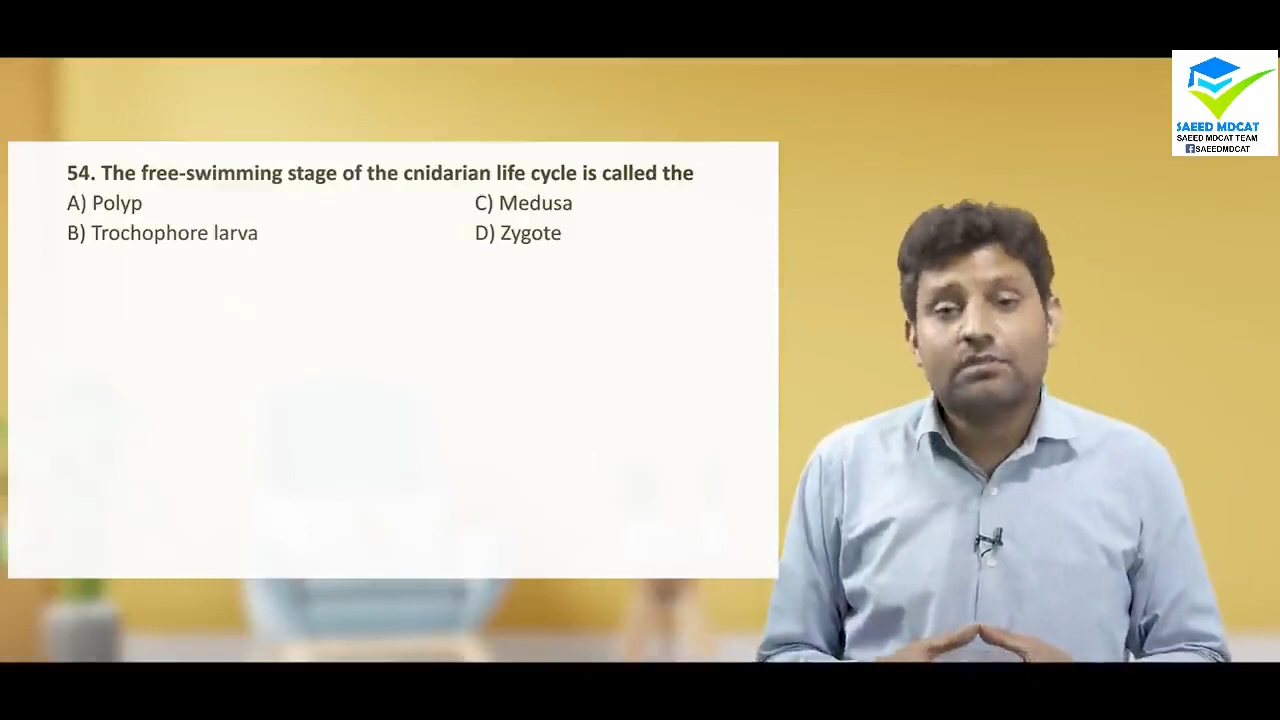 54. The free-swimming stage of the cnidarian life cycle is called the
A) Polyp C) Medusa
B) Trochophore larva D) Zygote
SAEED MDCAT
SAEED MDCAT TEAM
SAEEDMDCAT